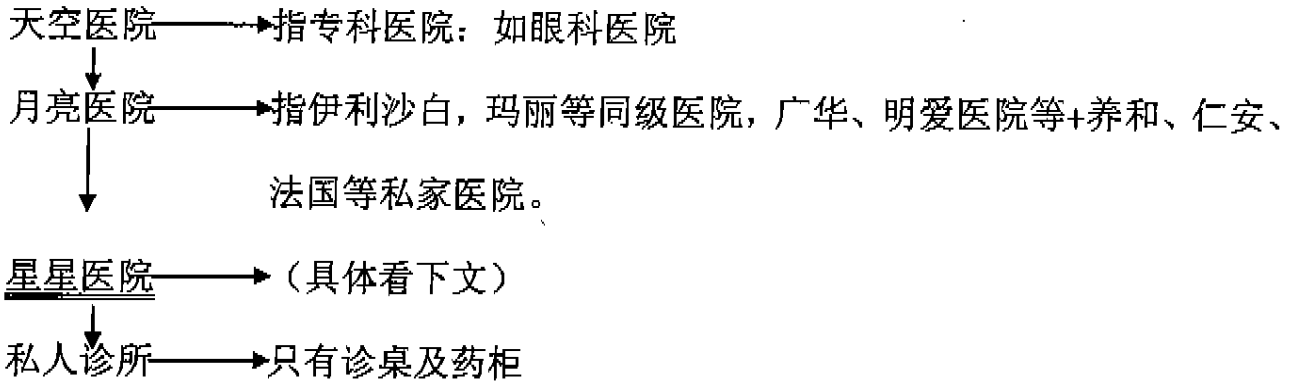 天空医院→指专科医院：如眼科医院
月亮医院→指伊利沙白，玛丽等同级医院，广华、明爱医院等+养和、仁安、
法国等私家医院。
星星医院→（具体看下文）
私人诊所→只有诊桌及药柜